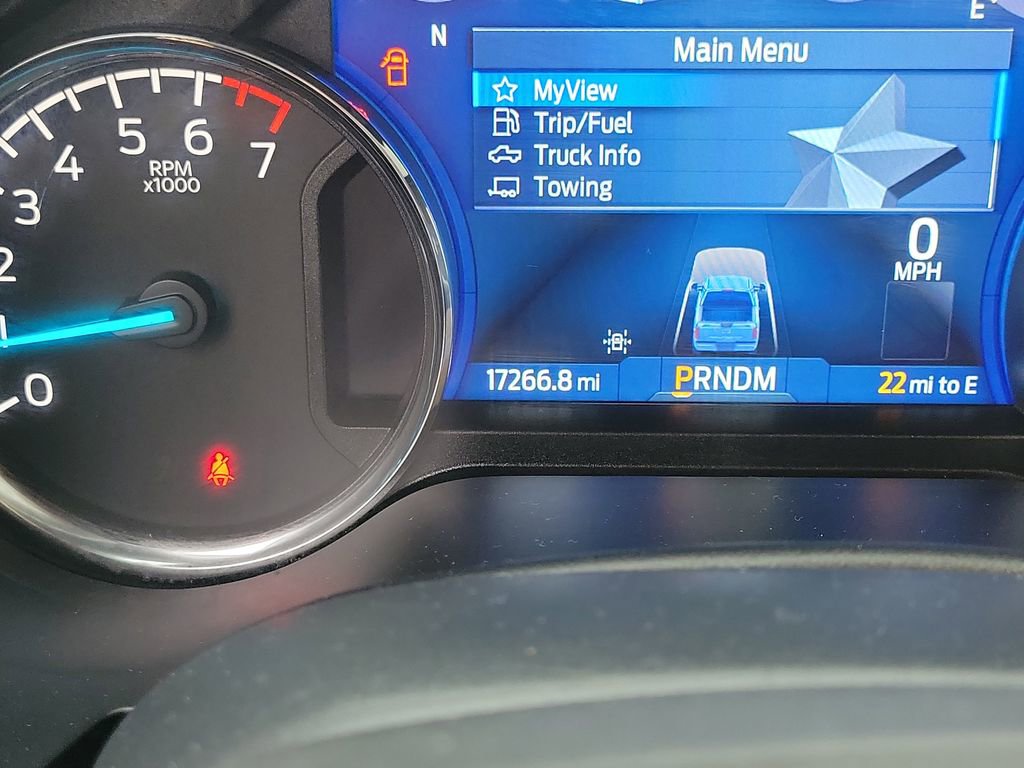 E
N
Main Menu
MyView
Trip/Fuel
Truck Info
Towing
0
MPH
17266.8 mi
PRNDM
22 mi to E
7
6
5
4
3
2
1
0
RPM
x1000